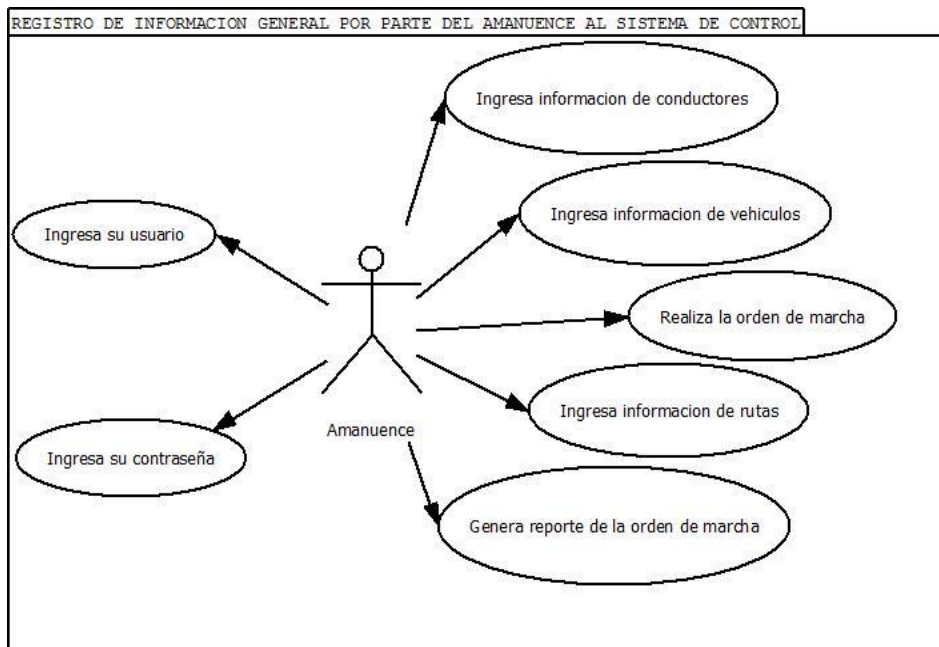 REGISTRO DE INFORMACION GENERAL POR PARTE DEL AMANUENCE AL SISTEMA DE CONTROL
Ingresa informacion de conductores
Ingresa informacion de vehiculos
Ingresa su usuario
Realiza la orden de marcha
Ingresa informacion de rutas
Amanuence
Ingresa su contraseña
Genera reporte de la orden de marcha